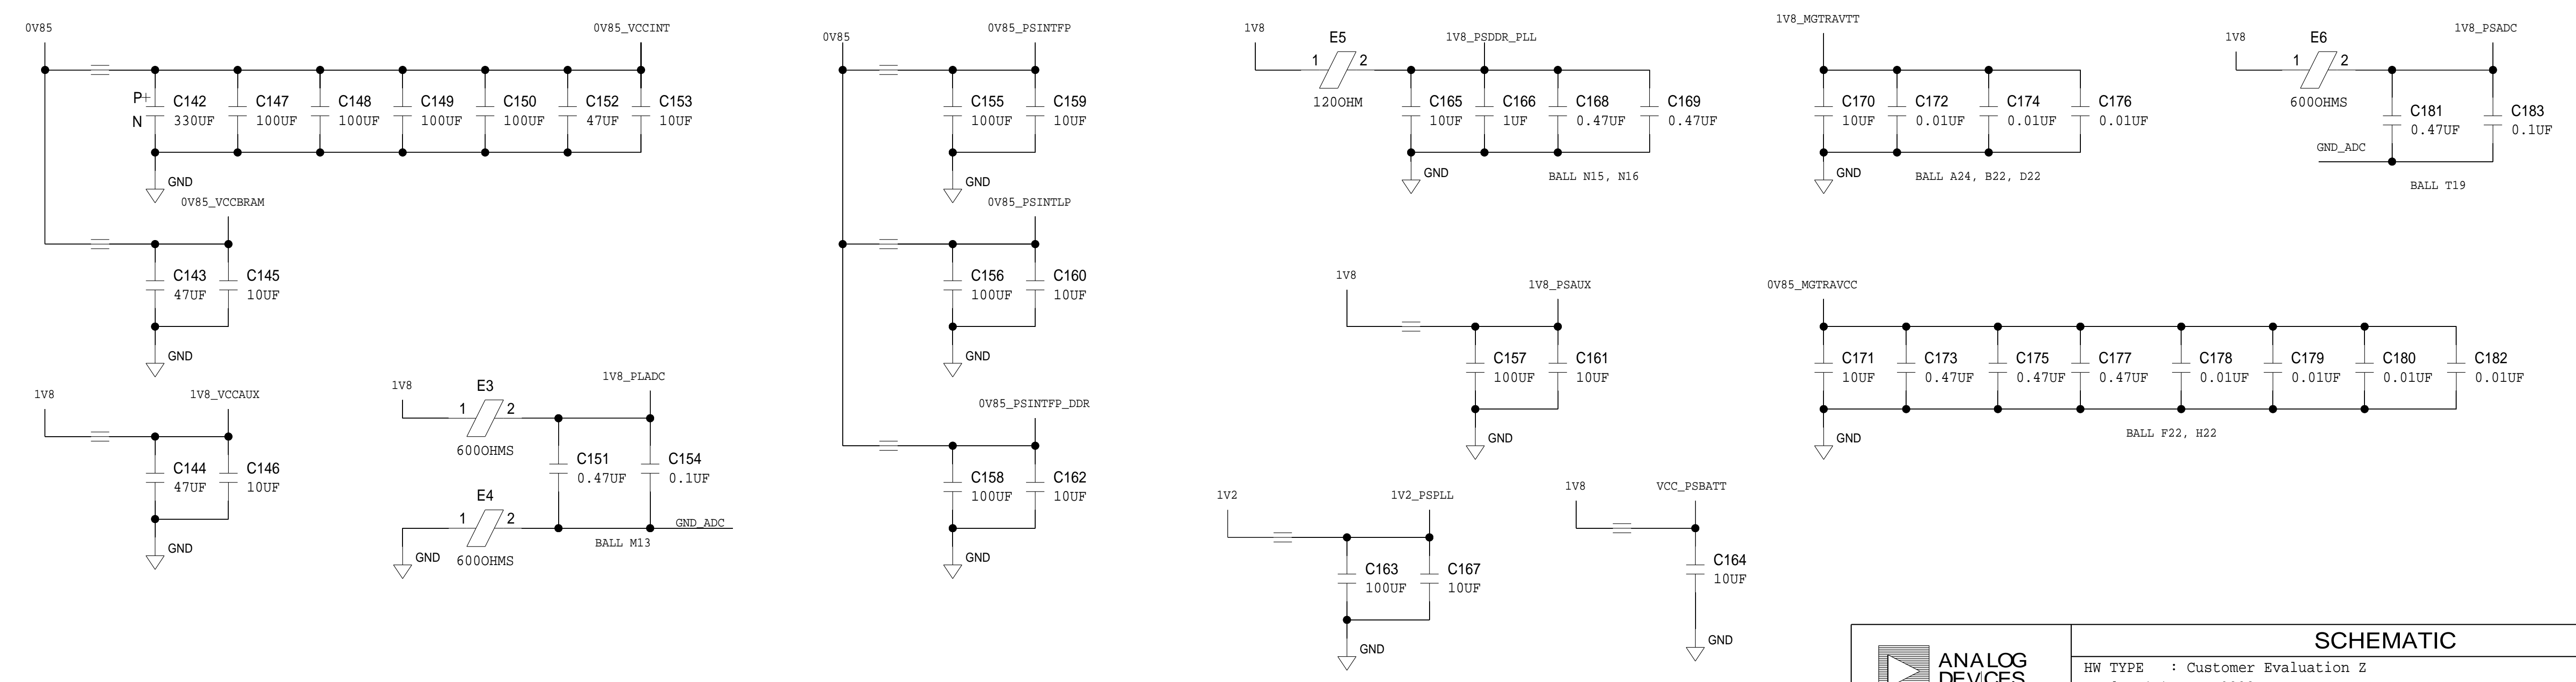 0V85
0V85_VCCINT
P+
N
C142
330UF
C147
100UF
C148
100UF
C149
100UF
C150
100UF
C152
47UF
C153
10UF
GND
0V85_VCCBRAM
C143
47UF
C145
10UF
GND
1V8
1V8_VCCAUX
C144
47UF
C146
10UF
GND
1V8
E3
1 2
600OHMS
1V8_PLADC
C151
0.47UF
C154
0.1UF
E4
1 2
600OHMS
GND
GND_ADC
BALL M13
0V85
0V85_PSINTFP
C155
100UF
C159
10UF
GND
0V85_PSINTLP
C156
100UF
C160
10UF
GND
0V85_PSINTFP_DDR
C158
100UF
C162
10UF
GND
1V8
E5
1 2
120OHM
1V8_PSDDR_PLL
C165
10UF
C166
1UF
C168
0.47UF
C169
0.47UF
GND
BALL N15, N16
1V8
1V8_PSAUX
C157
100UF
C161
10UF
GND
1V2
1V2_PSPLL
C163
100UF
C167
10UF
GND
1V8
VCC_PSBATT
C164
10UF
GND
1V8_MGTRAVTT
C170
10UF
C172
0.01UF
C174
0.01UF
C176
0.01UF
GND
BALL A24, B22, D22
1V8
E6
1 2
600OHMS
1V8_PSADC
C181
0.47UF
C183
0.1UF
GND_ADC
BALL T19
0V85_MGTRAVCC
C171
10UF
C173
0.47UF
C175
0.47UF
C177
0.47UF
C178
0.01UF
C179
0.01UF
C180
0.01UF
C182
0.01UF
GND
BALL F22, H22
ANALOG
DEVICES
SCHEMATIC
HW TYPE : Customer Evaluation Z